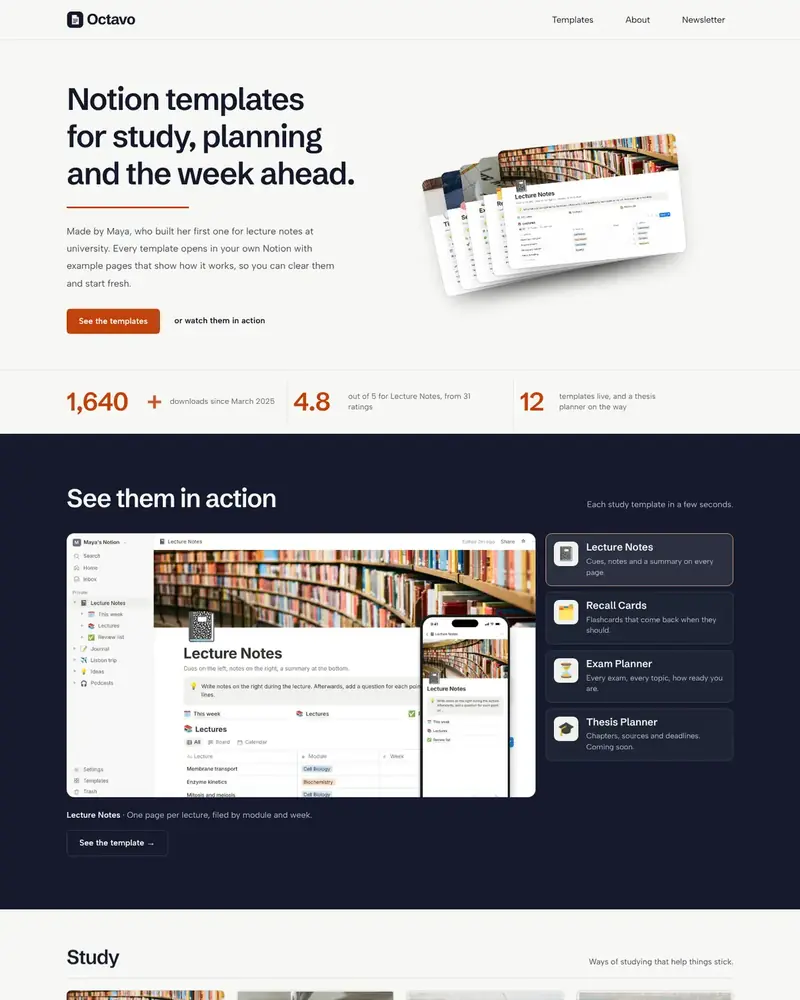 Octavo
Templates
About
Newsletter
Notion templates
for study, planning
and the week ahead.
Made by Maya, who built her first one for lecture notes at
university. Every template opens in your own Notion with
example pages that show how it works, so you can clear them
and start fresh.
See the templates
or watch them in action
Lecture Notes
1,640 + downloads since March 2025
4.8 out of 5 for Lecture Notes, from 31
ratings
12 templates live, and a thesis
planner on the way
See them in action
Each study template in a few seconds.
Maya's Notion
Search
Home
Inbox
Private
Lecture Notes
This week
Lectures
Review list
Journal
Lisbon trip
Ideas
Podcasts
Settings
Templates
Trash
Lecture Notes
Share
Lecture Notes
Cues on the left, notes on the right, a summary at the bottom.
Write notes on the right during the lecture. Afterwards, add a question for each
lines.
This week
Lectures
Lectures
All
Board
Calendar
Lecture
Module
Week
Membrane transport
Cell Biology
Enzyme kinetics
Biochemistry
Mitosis and meiosis
Cell Biology
Lecture Notes
Lecture Notes
This week
Lectures
Review list
Lecture Notes
Cues, notes and a summary on every
page.
Recall Cards
Flashcards that come back when they
should.
Exam Planner
Every exam, every topic, how ready you
are.
Thesis Planner
Chapters, sources and deadlines.
Coming soon.
Lecture Notes · One page per lecture, filed by module and week.
See the template →
Study
Ways of studying that help things stick.